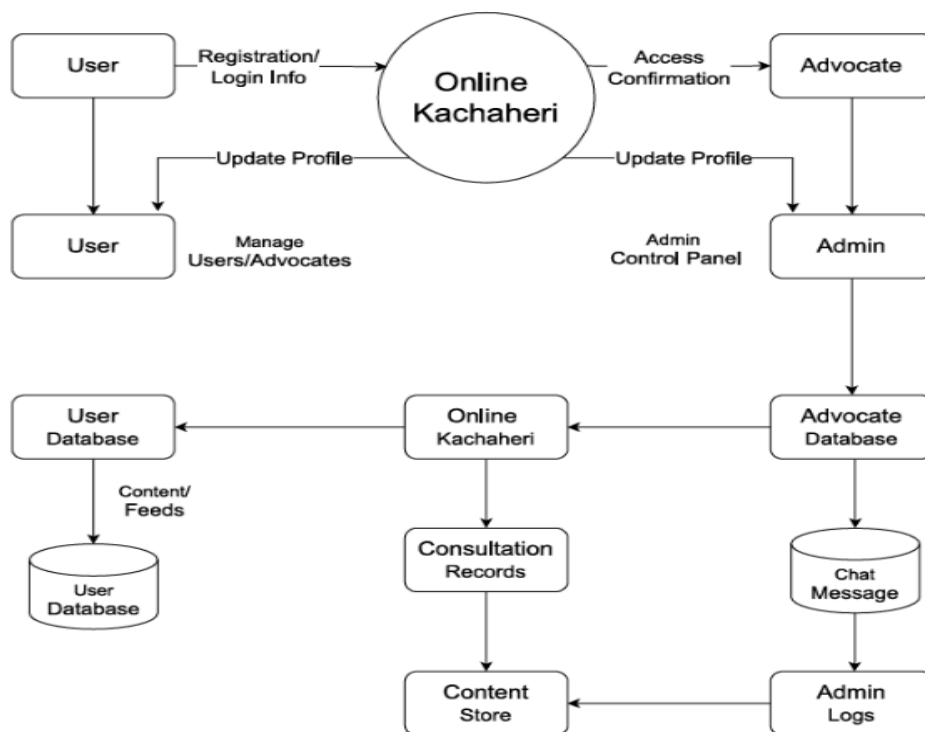 User
Registration/
Login Info
Online
Kachaheri
Access
Confirmation
Advocate
Update Profile
Update Profile
User
Manage
Users/Advocates
Admin
Control Panel
Admin
User
Database
Online
Kachaheri
Advocate
Database
Content/
Feeds
User
Database
Consultation
Records
Chat
Message
Content
Store
Admin
Logs